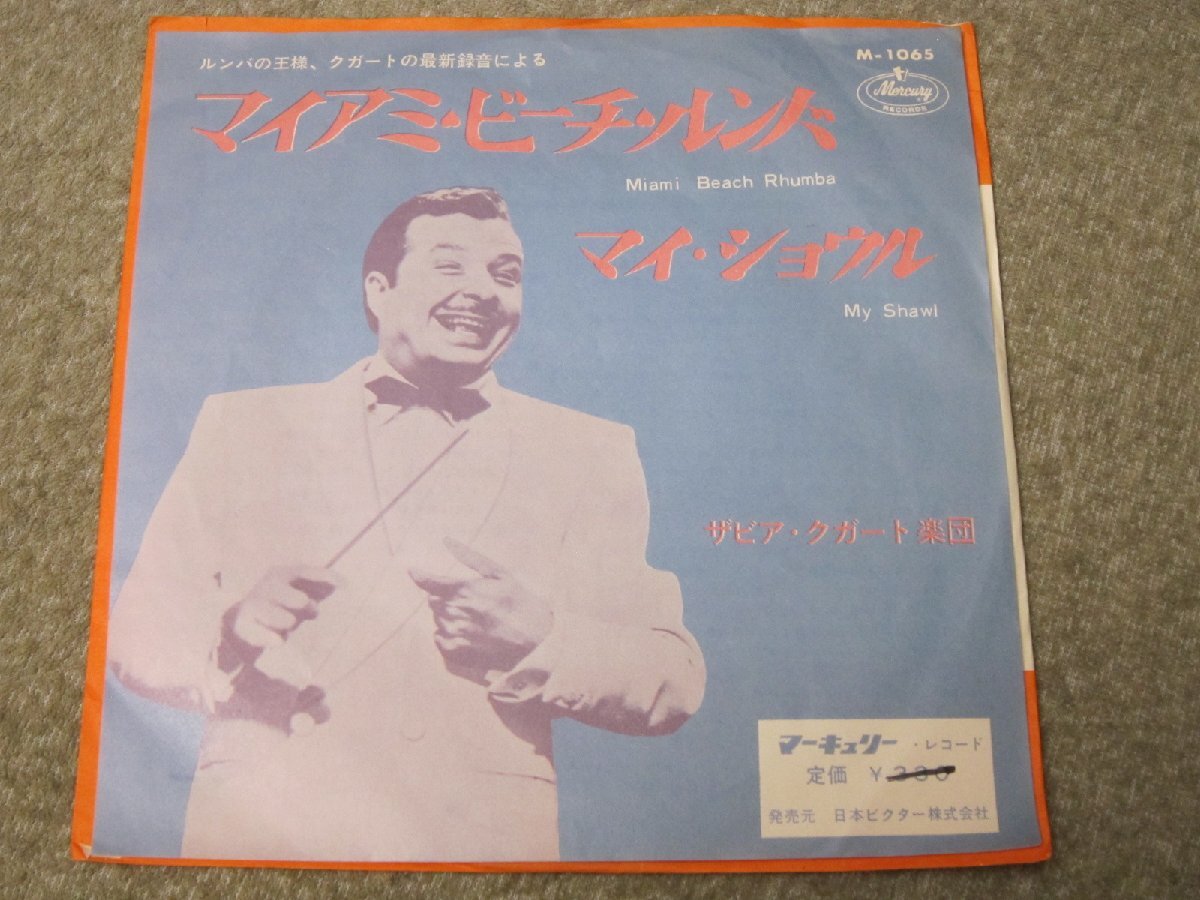 ルンバの王様、クガートの最新録音による
M-1065
Mercury
RECORDS
マイアミ・ビーチ・ルンバ
Miami Beach Rhumba
マイ・ショウル
My Shawl
ザビア・クガート楽団
マーキュリー・レコード
定価 ¥330
発売元 日本ビクター株式会社